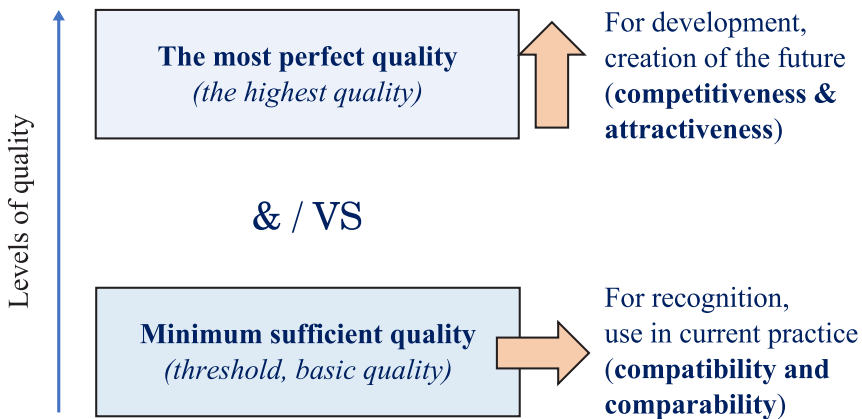 Levels of quality
The most perfect quality
(the highest quality)
For development,
creation of the future
(competitiveness &
attractiveness)
& / VS
Minimum sufficient quality
(threshold, basic quality)
For recognition,
use in current practice
(compatibility and
comparability)